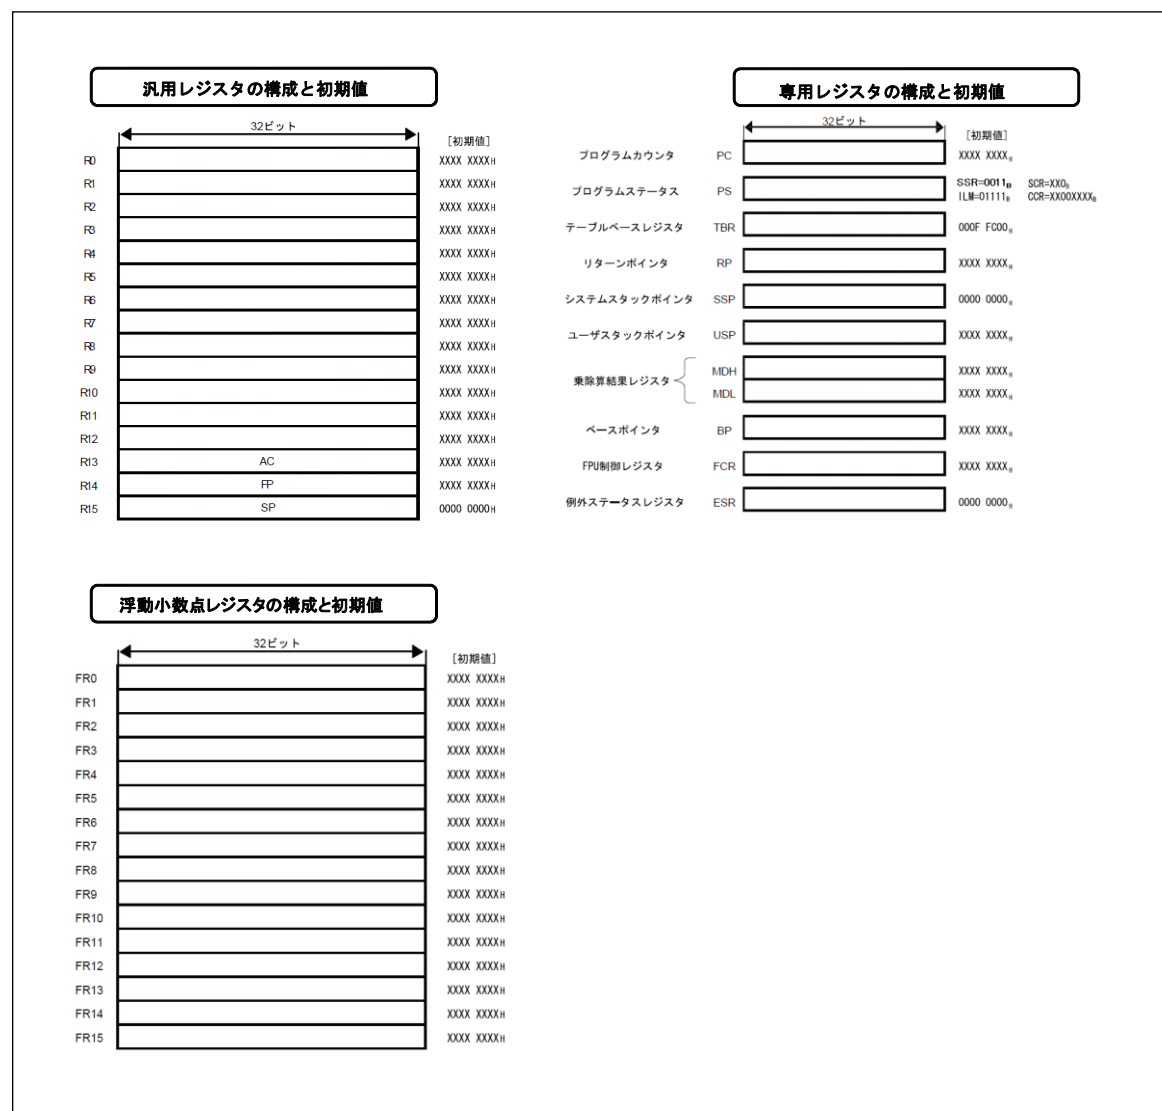 汎用レジスタの構成と初期値
32ビット
[初期値]
R0 XXXX XXXXH
R1 XXXX XXXXH
R2 XXXX XXXXH
R3 XXXX XXXXH
R4 XXXX XXXXH
R5 XXXX XXXXH
R6 XXXX XXXXH
R7 XXXX XXXXH
R8 XXXX XXXXH
R9 XXXX XXXXH
R10 XXXX XXXXH
R11 XXXX XXXXH
R12 XXXX XXXXH
R13 AC XXXX XXXXH
R14 FP XXXX XXXXH
R15 SP 0000 0000H
専用レジスタの構成と初期値
32ビット
[初期値]
プログラムカウンタ PC XXXX XXXXH
プログラムステータス PS SSR=0011B SCR=XX0B
ILM=01111B CCR=XX00XXXXB
テーブルベースレジスタ TBR 000F FC00H
リターンポインタ RP XXXX XXXXH
システムスタックポインタ SSP 0000 0000H
ユーザスタックポインタ USP XXXX XXXXH
乗除算結果レジスタ MDH XXXX XXXXH
MDL XXXX XXXXH
ベースポインタ BP XXXX XXXXH
FPU制御レジスタ FCR XXXX XXXXH
例外ステータスレジスタ ESR 0000 0000H
浮動小数点レジスタの構成と初期値
32ビット
[初期値]
FR0 XXXX XXXXH
FR1 XXXX XXXXH
FR2 XXXX XXXXH
FR3 XXXX XXXXH
FR4 XXXX XXXXH
FR5 XXXX XXXXH
FR6 XXXX XXXXH
FR7 XXXX XXXXH
FR8 XXXX XXXXH
FR9 XXXX XXXXH
FR10 XXXX XXXXH
FR11 XXXX XXXXH
FR12 XXXX XXXXH
FR13 XXXX XXXXH
FR14 XXXX XXXXH
FR15 XXXX XXXXH